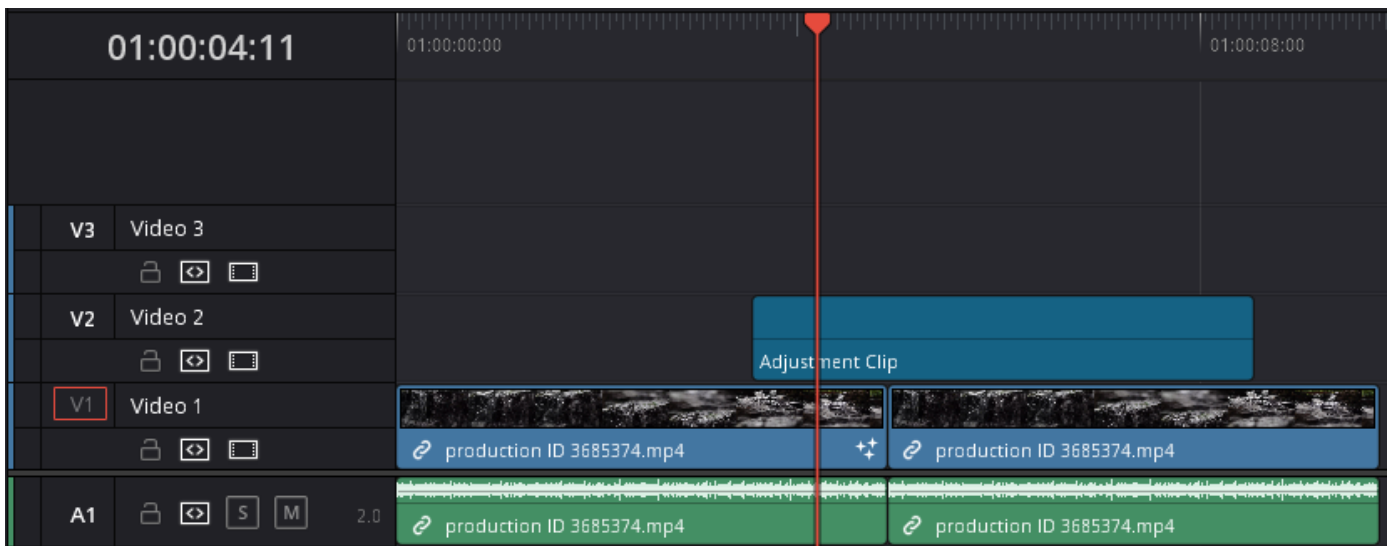 01:00:04:11
01:00:00:00
01:00:08:00
V3 Video 3
V2 Video 2
Adjustment Clip
V1 Video 1
production ID 3685374.mp4
production ID 3685374.mp4
A1 S M 2.0
production ID 3685374.mp4
production ID 3685374.mp4